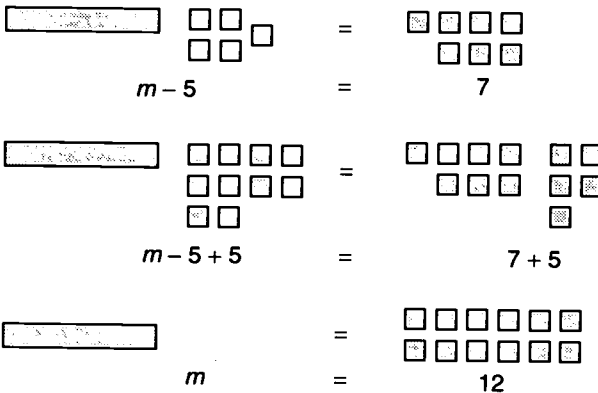 =
m – 5 = 7
=
m – 5 + 5 = 7 + 5
=
m = 12